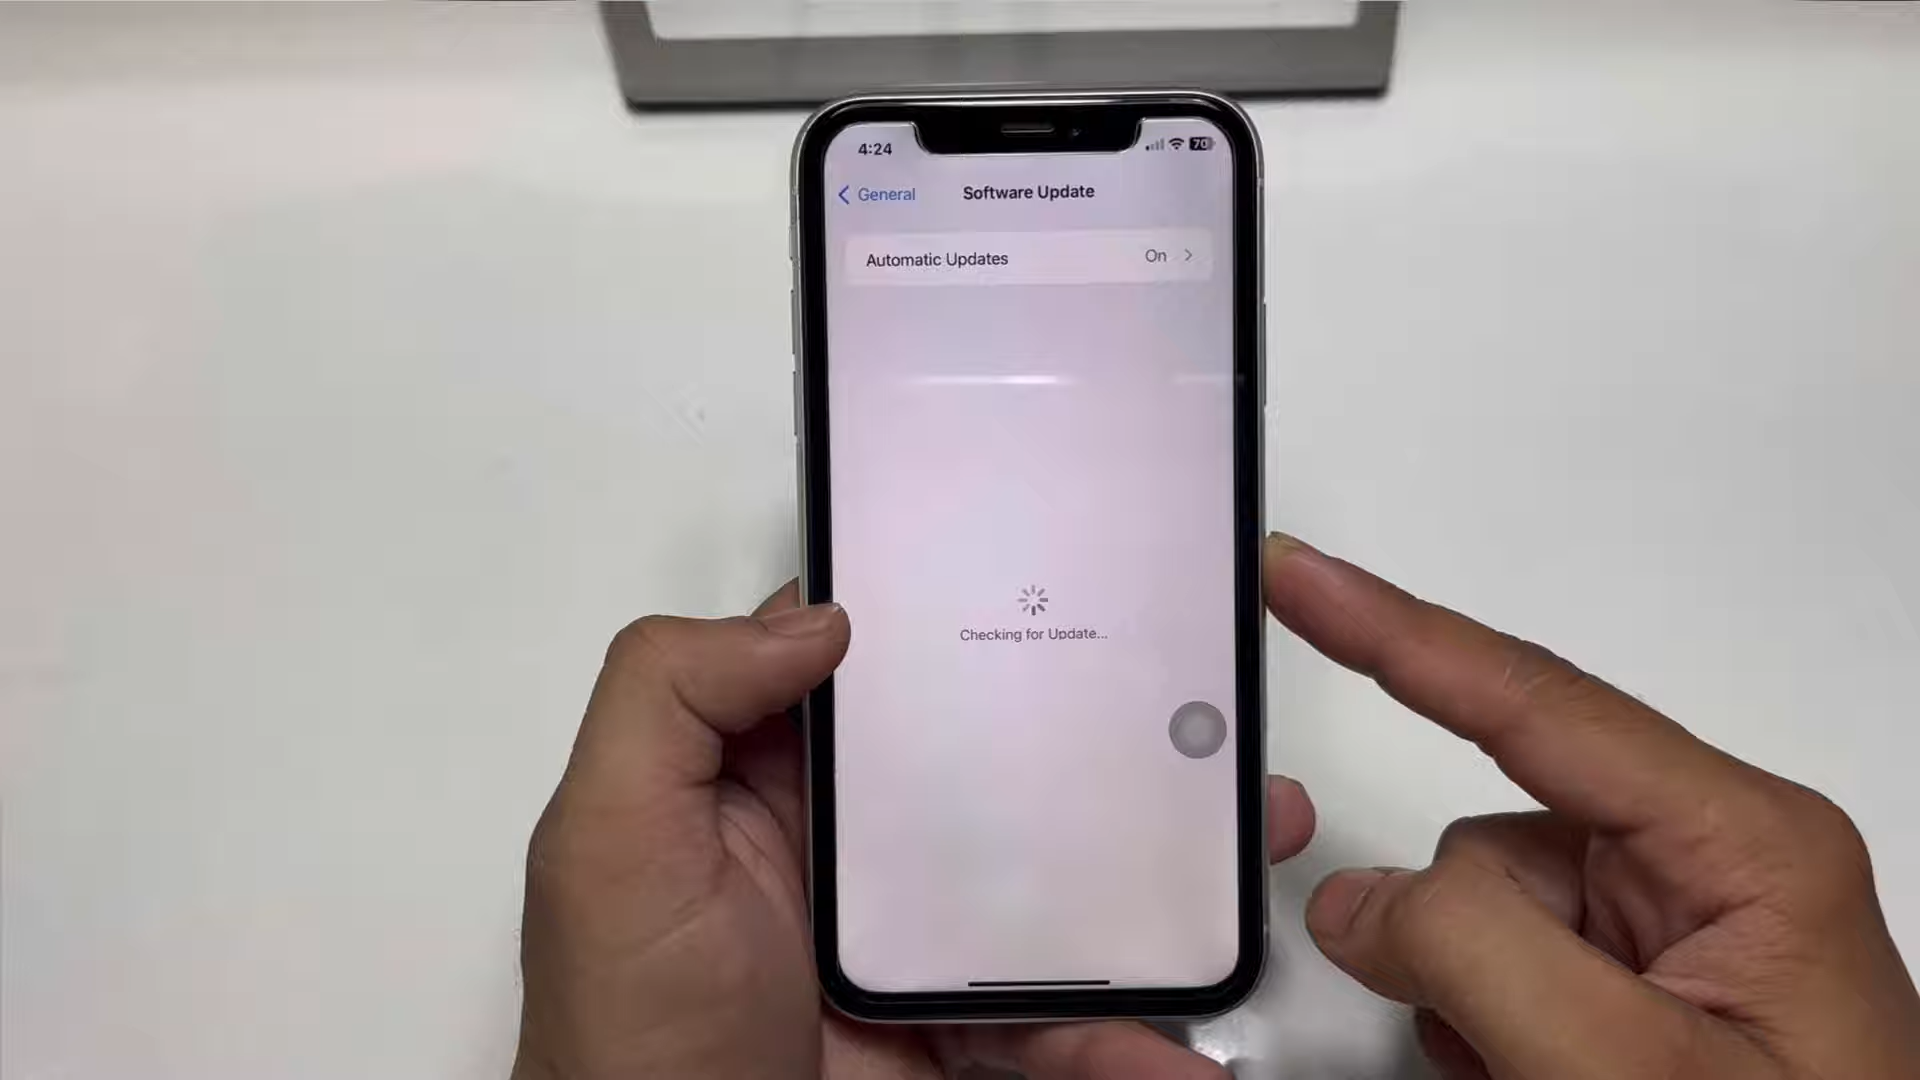 4:24
70
General
Software Update
Automatic Updates
On
Checking for Update...